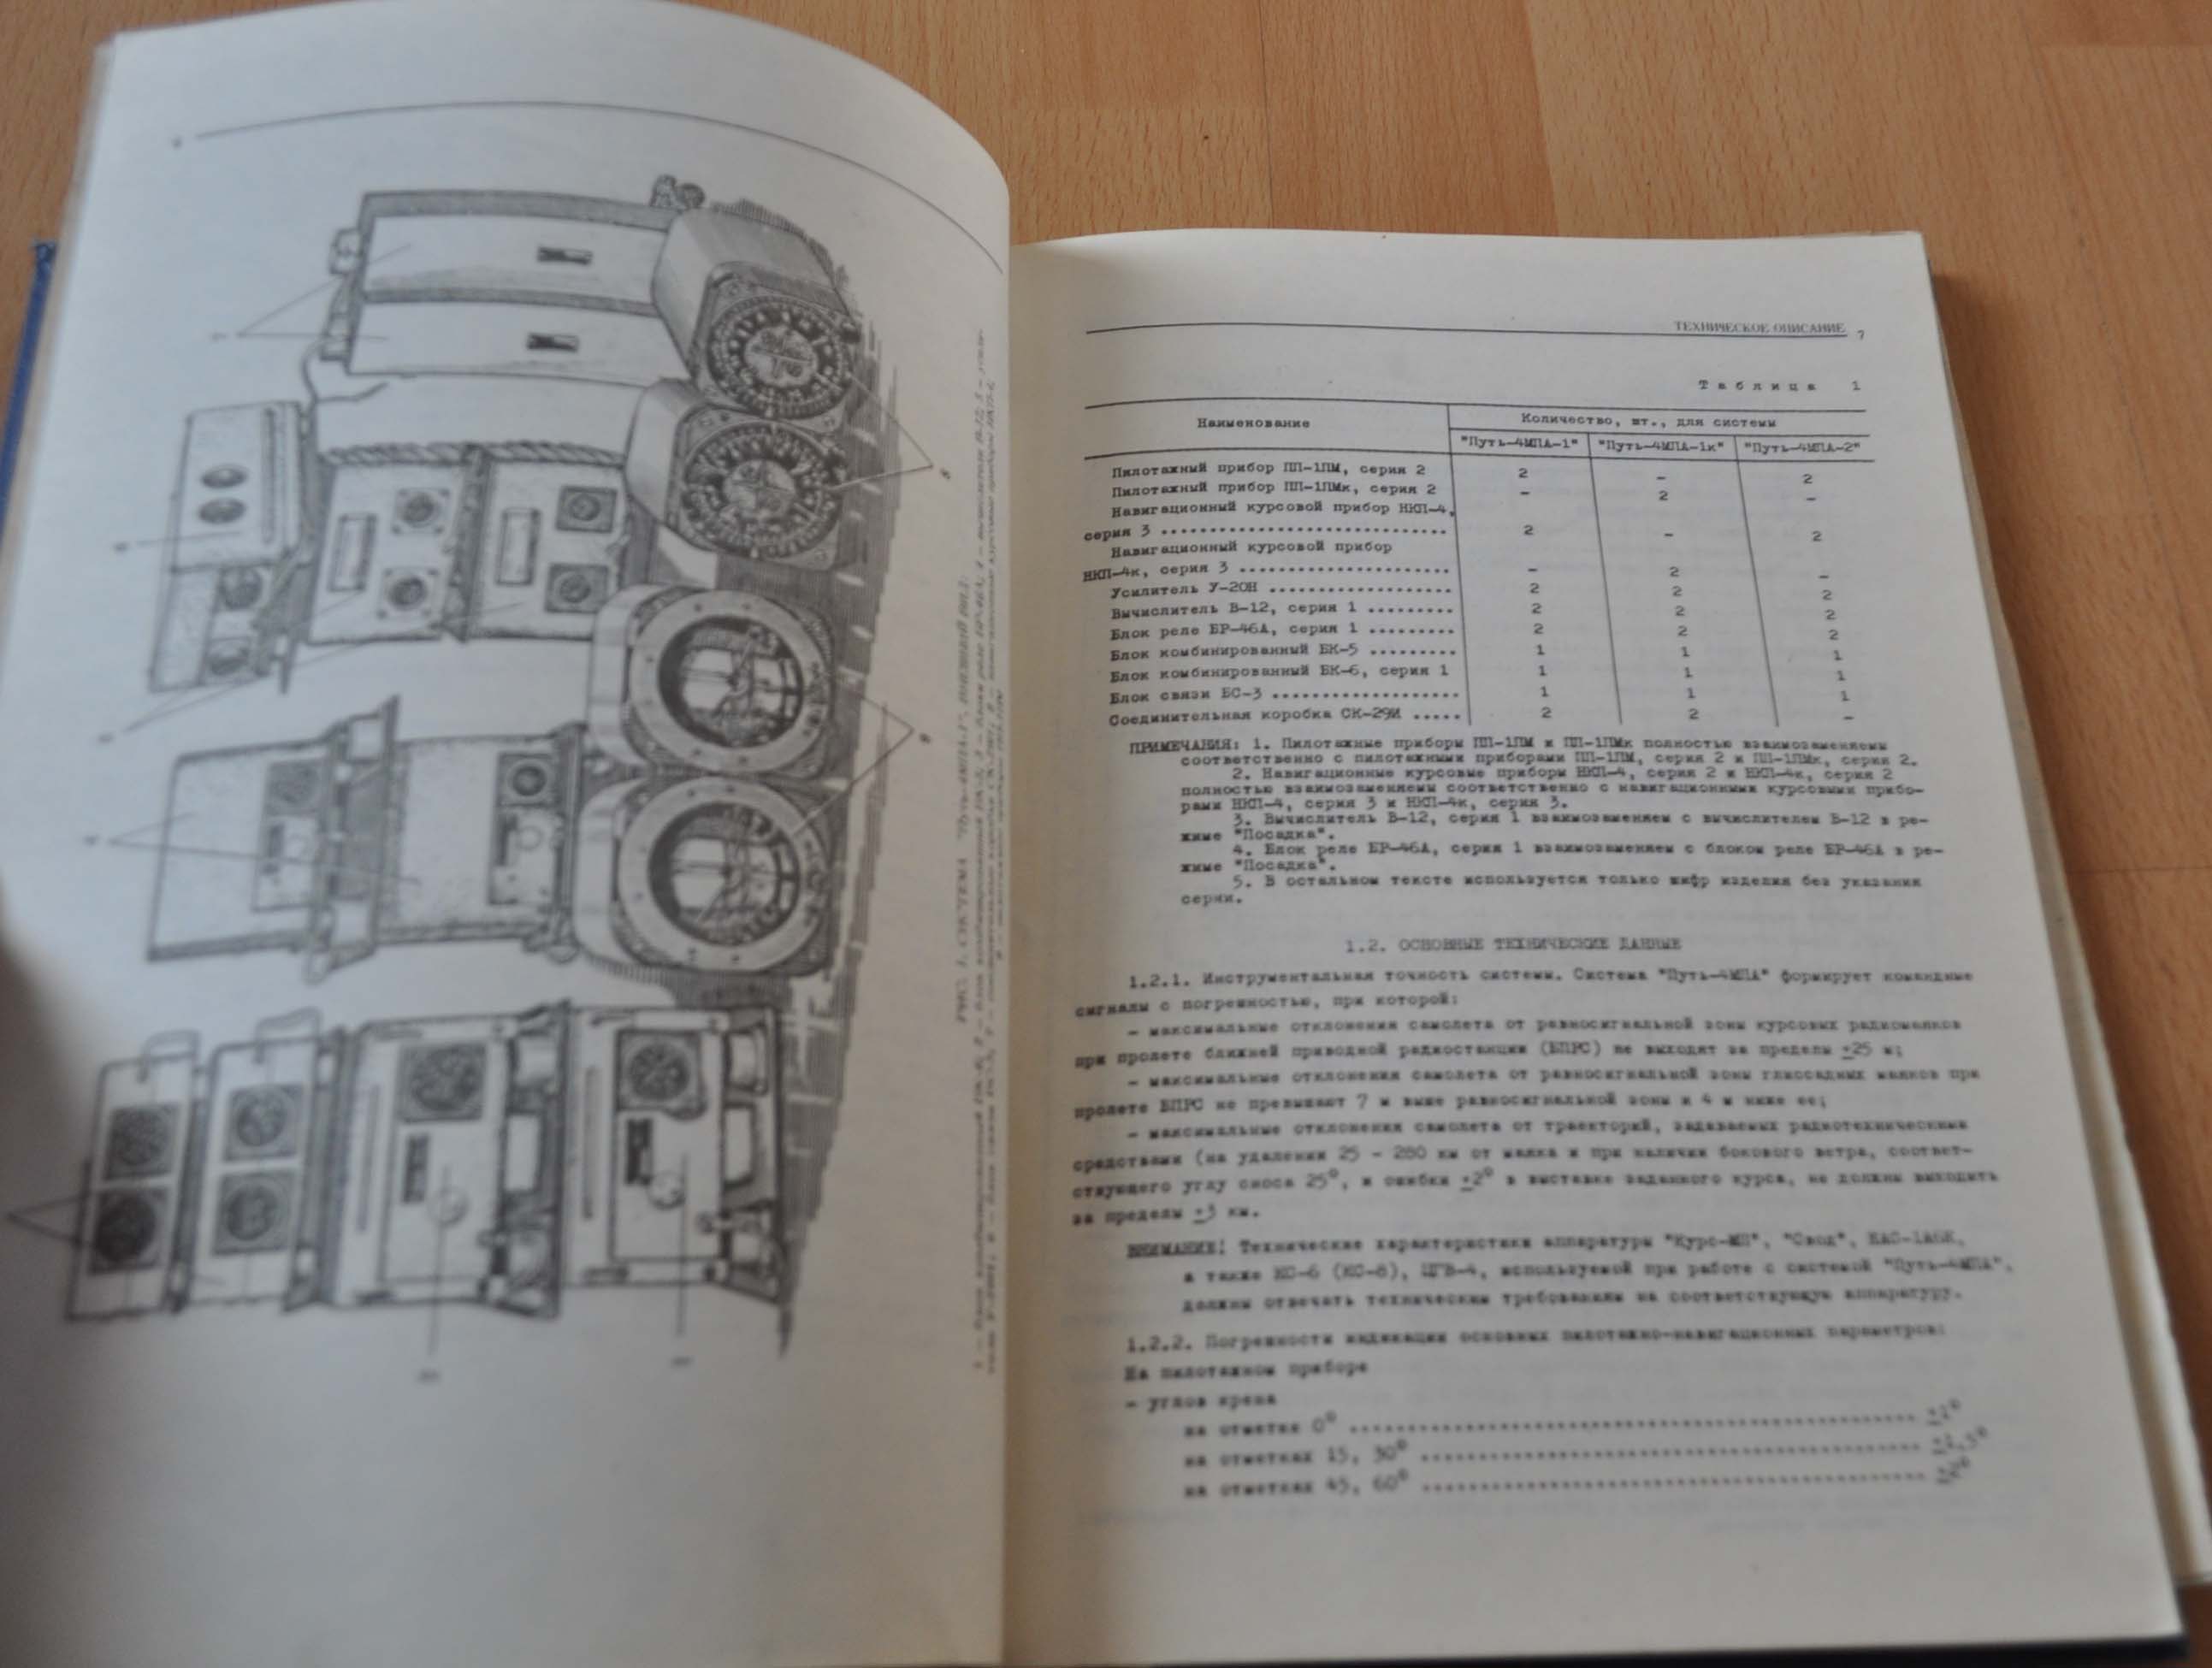 ТЕХНИЧЕСКОЕ ОПИСАНИЕ 7
Таблица 1
Наименование Количество, шт., для системы
"Путь-4МПА-1" "Путь-4МПА-1к" "Путь-4МПА-2"
Пилотажный прибор ПП-1ПМ, серия 2 2 - 2
Пилотажный прибор ПП-1ПМк, серия 2 - 2 -
Навигационный курсовой прибор НКП-4,
серия 3 ............................. 2 - 2
Навигационный курсовой прибор
НКП-4к, серия 3 ..................... - 2 -
Усилитель У-20Н .................. 2 2 2
Вычислитель В-12, серия 1 ......... 2 2 2
Блок реле БР-46А, серия 1 ......... 2 2 2
Блок комбинированный БК-5 ......... 1 1 1
Блок комбинированный БК-6, серия 1 1 1 1
Блок связи БС-3 ................... 1 1 1
Соединительная коробка СК-29И ..... 2 2 -
ПРИМЕЧАНИЯ: 1. Пилотажные приборы ПП-1ПМ и ПП-1ПМк полностью взаимозаменяемы
соответственно с пилотажными приборами ПП-1ПМ, серия 2 и ПП-1ПМк, серия 2.
2. Навигационные курсовые приборы НКП-4, серия 2 и НКП-4к, серия 2
полностью взаимозаменяемы соответственно с навигационными курсовыми прибо-
рами НКП-4, серия 3 и НКП-4к, серия 3.
3. Вычислитель В-12, серия 1 взаимозаменяем с вычислителем В-12 в ре-
жиме "Посадка".
4. Блок реле БР-46А, серия 1 взаимозаменяем с блоком реле БР-46А в ре-
жиме "Посадка".
5. В остальном тексте используется только шифр изделия без указания
серии.
1.2. ОСНОВНЫЕ ТЕХНИЧЕСКИЕ ДАННЫЕ
1.2.1. Инструментальная точность системы. Система "Путь-4МПА" формирует командные
сигналы с погрешностью, при которой:
- максимальные отклонения самолета от равносигнальной зоны курсовых радиомаяков
при пролете ближней приводной радиостанции (БПРС) не выходят за пределы ±25 м;
- максимальные отклонения самолета от равносигнальной зоны глиссадных маяков при
пролете БПРС не превышают 7 м выше равносигнальной зоны и 4 м ниже ее;
- максимальные отклонения самолета от траекторий, задаваемых радиотехническими
средствами (на удалении 25 - 280 км от маяка и при наличии бокового ветра, соответ-
ствующего углу сноса 25°, и ошибки ±2° в выставке заданного курса, не должны выходить
за пределы ±3 км.
ВНИМАНИЕ! Технические характеристики аппаратуры "Курс-МП", "Свод",
а также КС-6 (КС-8), ЦГВ-4, используемой при работе с системой "Путь-4МПА",
должны отвечать техническим требованиям на соответствующую аппаратуру.
1.2.2. Погрешности индикации основных пилотажно-навигационных параметров:
На пилотажном приборе
- углов крена
на отметке 0° ........................................
на отметках 15, 30° ........................................
на отметках 45, 60° ........................................